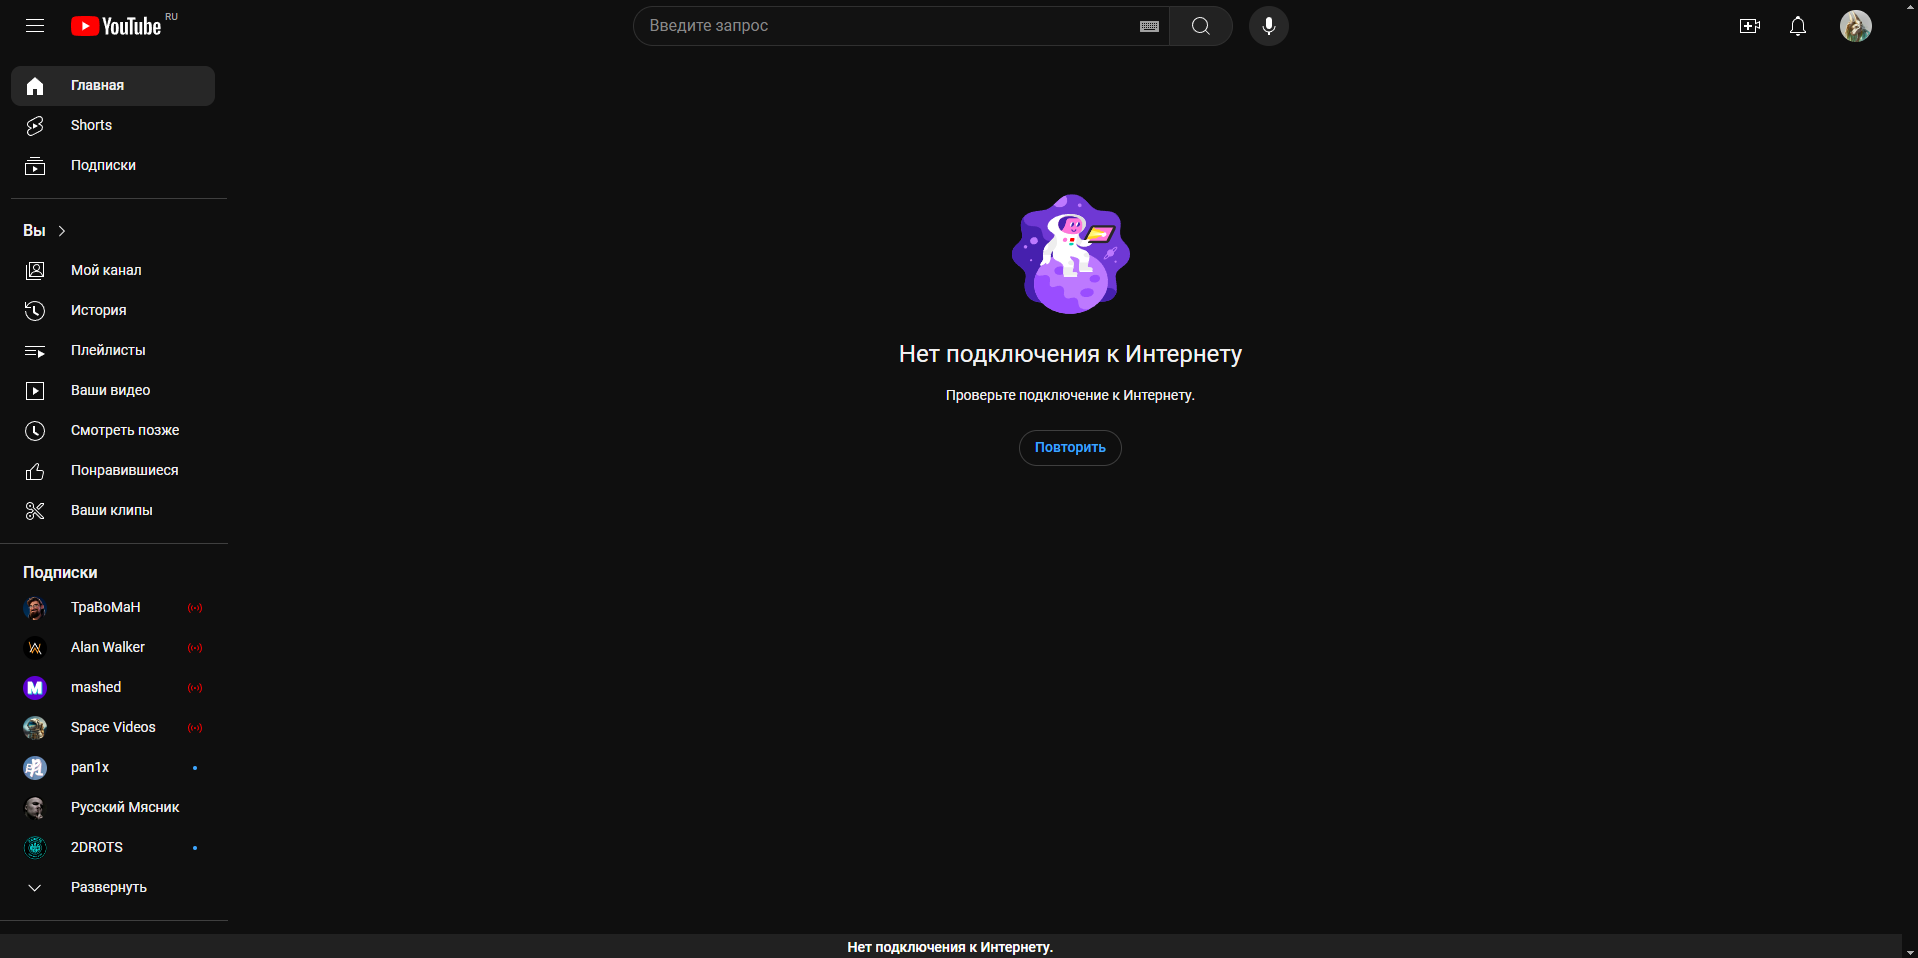 YouTube RU
Введите запрос
Главная
Shorts
Подписки
Вы
Мой канал
История
Плейлисты
Ваши видео
Смотреть позже
Понравившиеся
Ваши клипы
Подписки
ТраВоМаН
Alan Walker
mashed
Space Videos
pan1x
Русский Мясник
2DROTS
Развернуть
Нет подключения к Интернету
Проверьте подключение к Интернету.
Повторить
Нет подключения к Интернету.